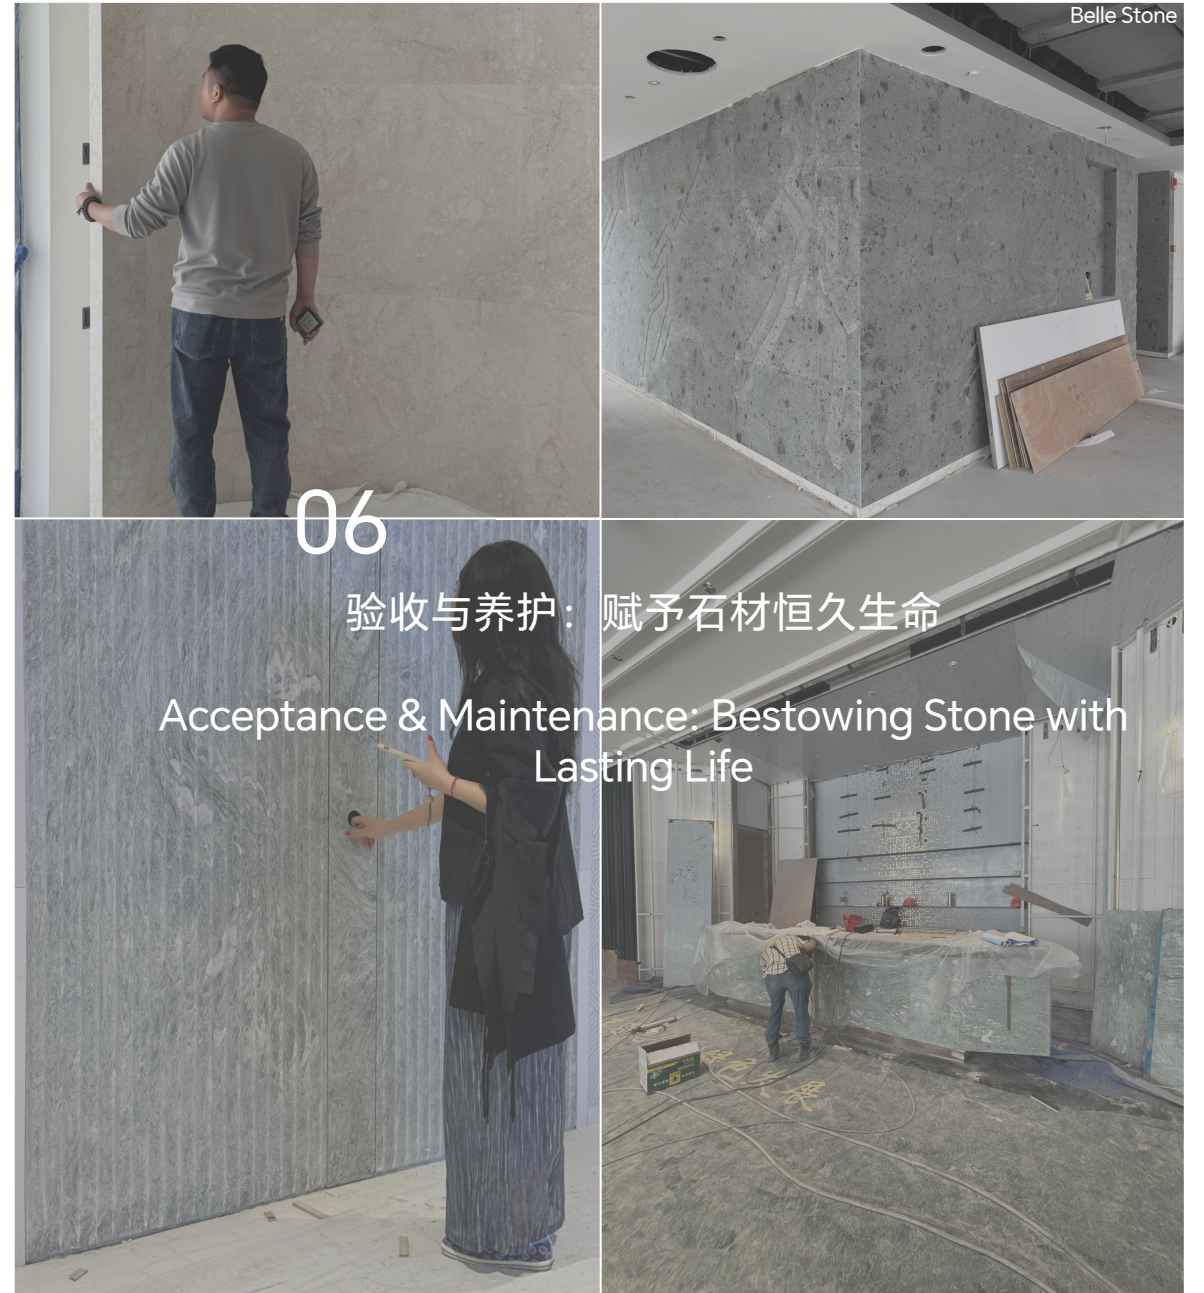 Belle Stone
06
验收与养护：赋予石材恒久生命
Acceptance & Maintenance: Bestowing Stone with
Lasting Life